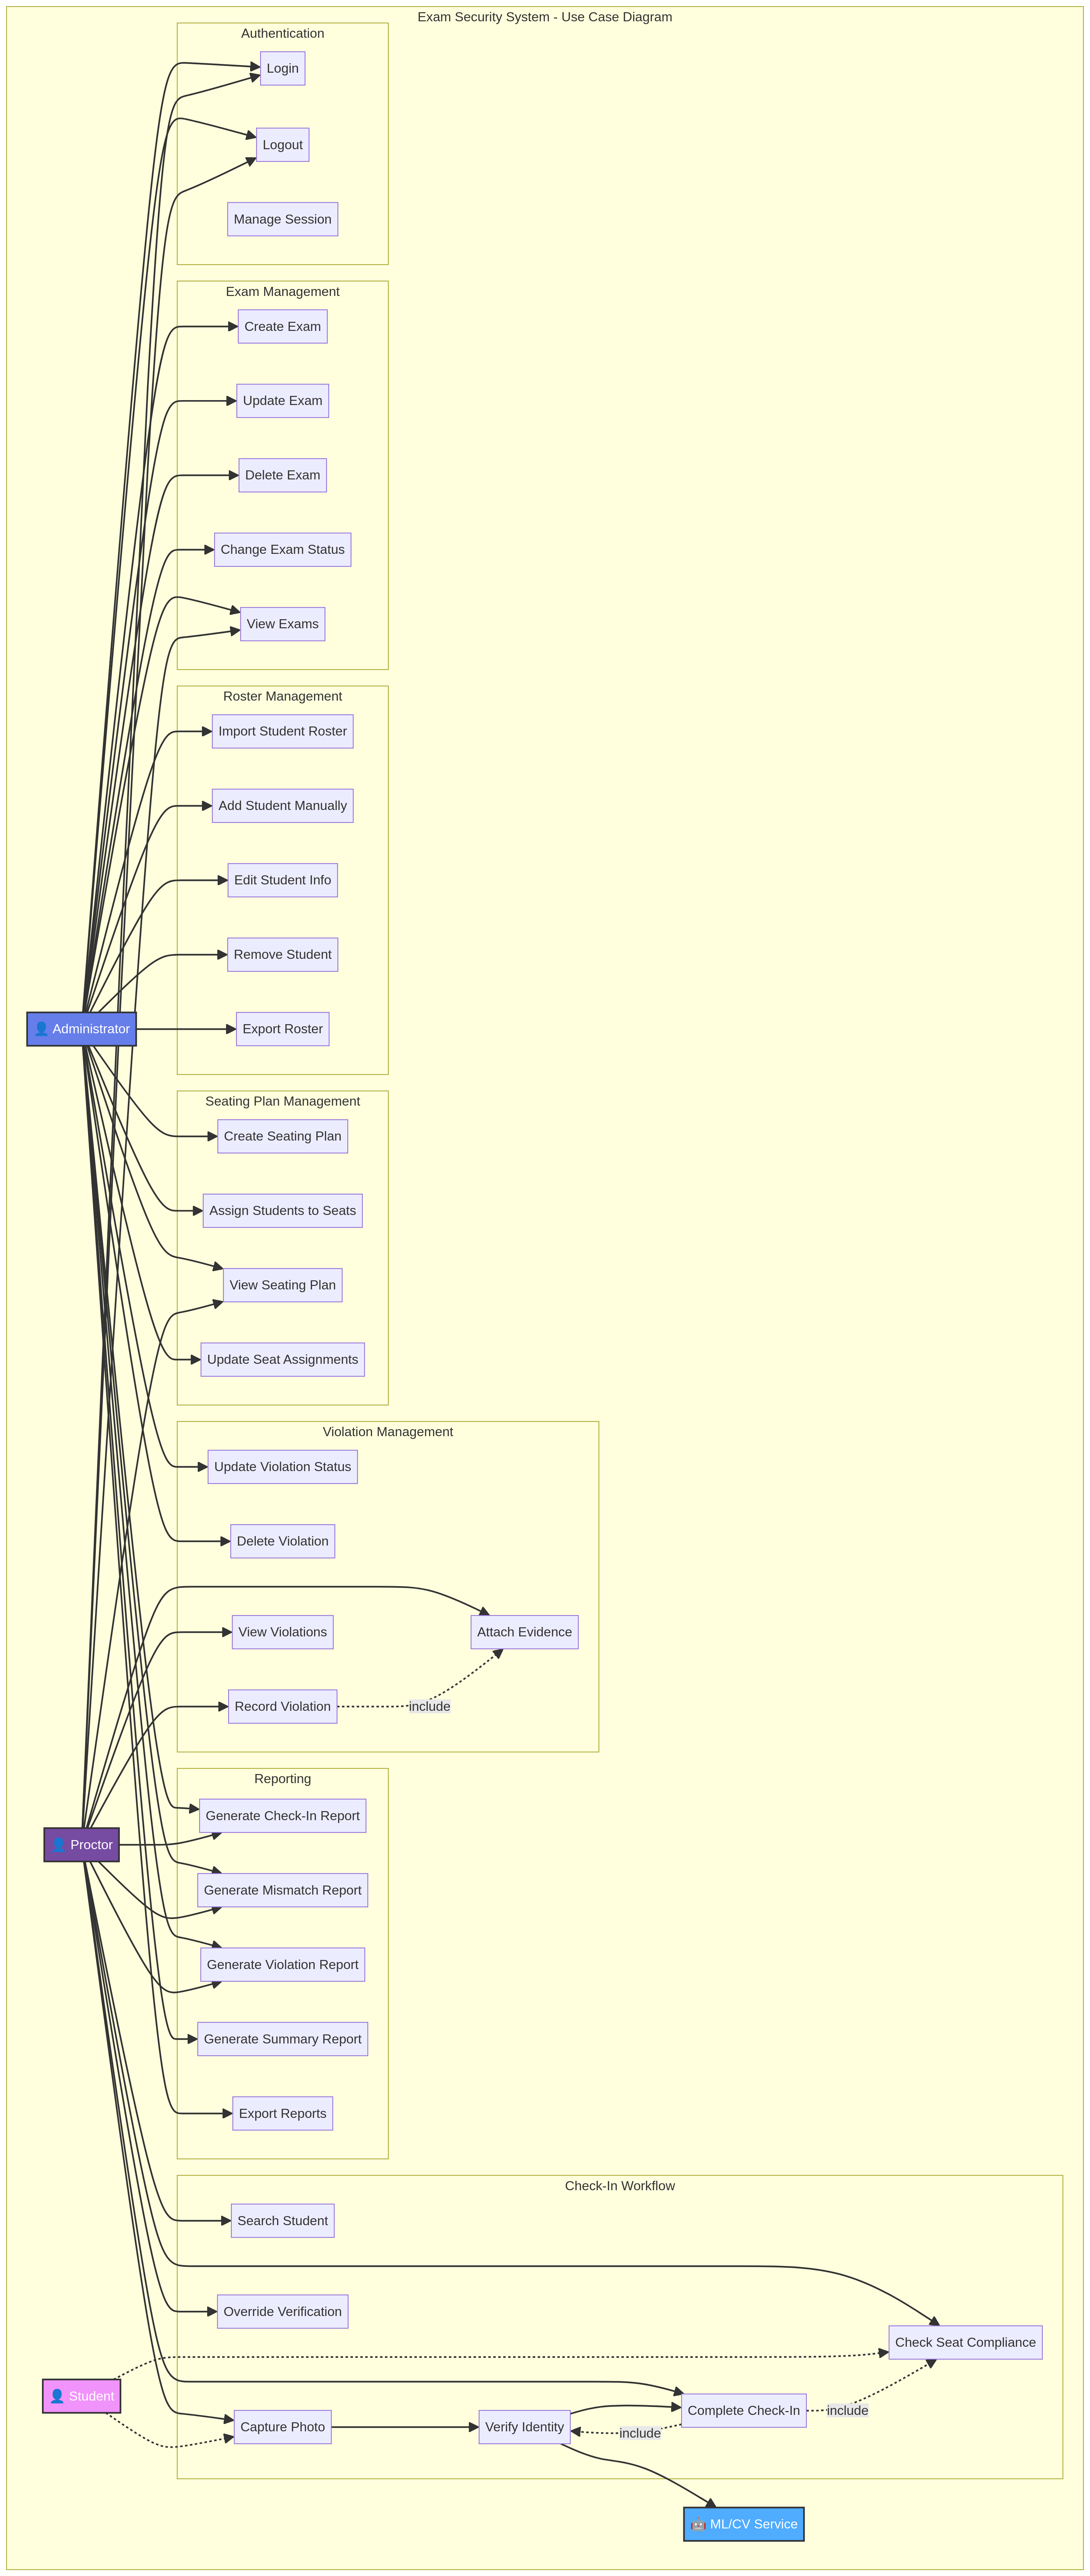 Exam Security System - Use Case Diagram
Authentication
Login
Logout
Manage Session
Exam Management
Create Exam
Update Exam
Delete Exam
Change Exam Status
View Exams
Roster Management
Import Student Roster
Add Student Manually
Edit Student Info
Remove Student
👤 Administrator
Export Roster
Seating Plan Management
Create Seating Plan
Assign Students to Seats
View Seating Plan
Update Seat Assignments
Violation Management
Update Violation Status
Delete Violation
View Violations
Attach Evidence
Record Violation
include
Reporting
Generate Check-In Report
👤 Proctor
Generate Mismatch Report
Generate Violation Report
Generate Summary Report
Export Reports
Check-In Workflow
Search Student
Override Verification
Check Seat Compliance
👤 Student
Capture Photo
Verify Identity
include
Complete Check-In
include
🤖 ML/CV Service